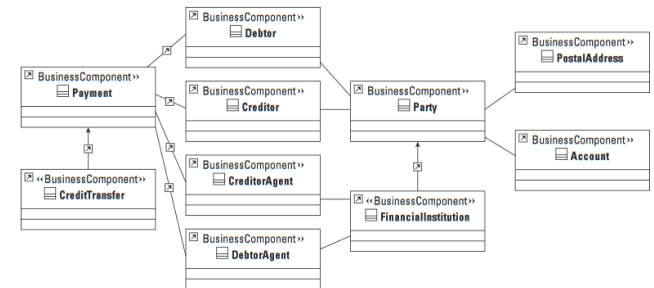 BusinessComponent››
Debtor
BusinessComponent››
Payment
BusinessComponent››
Creditor
BusinessComponent››
Party
BusinessComponent››
PostalAddress
BusinessComponent››
Account
‹‹BusinessComponent››
CreditTransfer
BusinessComponent››
CreditorAgent
‹‹BusinessComponent››
FinancialInstitution
BusinessComponent››
DebtorAgent